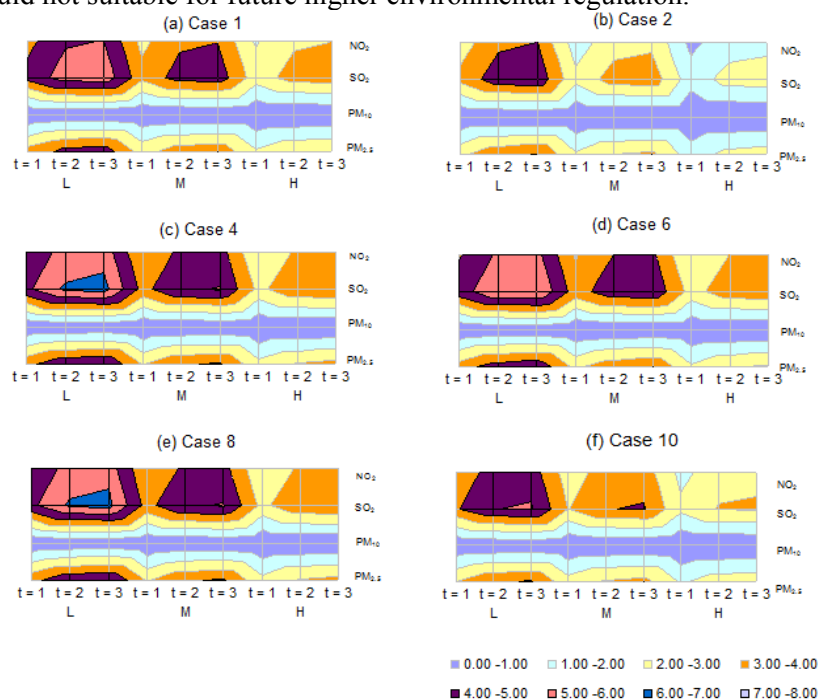 uld not suitable for future higher environmental regulation.
(a) Case 1
NO₂
SO₂
PM₁₀
PM₂.₅
t = 1 t = 2 t = 3 t = 1 t = 2 t = 3 t = 1 t = 2 t = 3
L M H
(b) Case 2
NO₂
SO₂
PM₁₀
PM₂.₅
t = 1 t = 2 t = 3 t = 1 t = 2 t = 3 t = 1 t = 2 t = 3
L M H
(c) Case 4
NO₂
SO₂
PM₁₀
PM₂.₅
t = 1 t = 2 t = 3 t = 1 t = 2 t = 3 t = 1 t = 2 t = 3
L M H
(d) Case 6
NO₂
SO₂
PM₁₀
PM₂.₅
t = 1 t = 2 t = 3 t = 1 t = 2 t = 3 t = 1 t = 2 t = 3
L M H
(e) Case 8
NO₂
SO₂
PM₁₀
PM₂.₅
t = 1 t = 2 t = 3 t = 1 t = 2 t = 3 t = 1 t = 2 t = 3
L M H
(f) Case 10
NO₂
SO₂
PM₁₀
PM₂.₅
t = 1 t = 2 t = 3 t = 1 t = 2 t = 3 t = 1 t = 2 t = 3
L M H
0.00 -1.00 1.00 -2.00 2.00 -3.00 3.00 -4.00
4.00 -5.00 5.00 -6.00 6.00 -7.00 7.00 -8.00